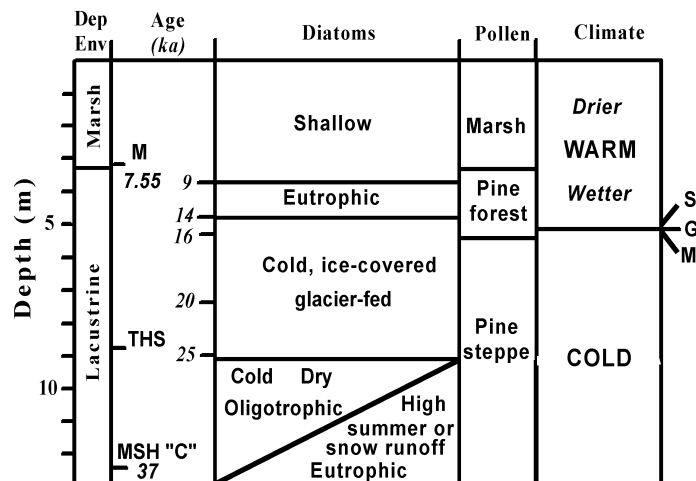 Dep Env
Age (ka)
Diatoms
Pollen
Climate
Depth (m)
5
10
Marsh
Lacustrine
M
7.55
THS
MSH "C"
37
9
14
16
20
25
Shallow
Eutrophic
Cold, ice-covered
glacier-fed
Cold Dry
Oligotrophic
High
summer or
snow runoff
Eutrophic
Marsh
Pine
forest
Pine
steppe
Drier
WARM
Wetter
COLD
S
G
M